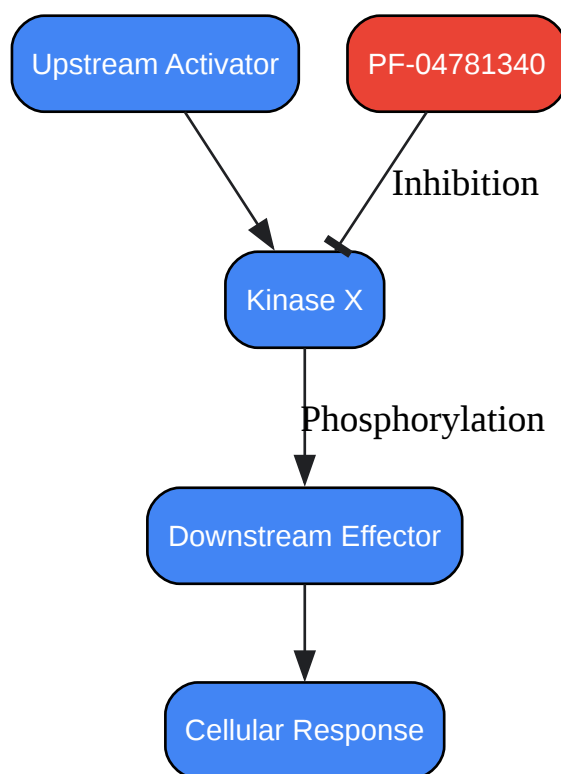 Upstream Activator
PF-04781340
Inhibition
Kinase X
Phosphorylation
Downstream Effector
Cellular Response